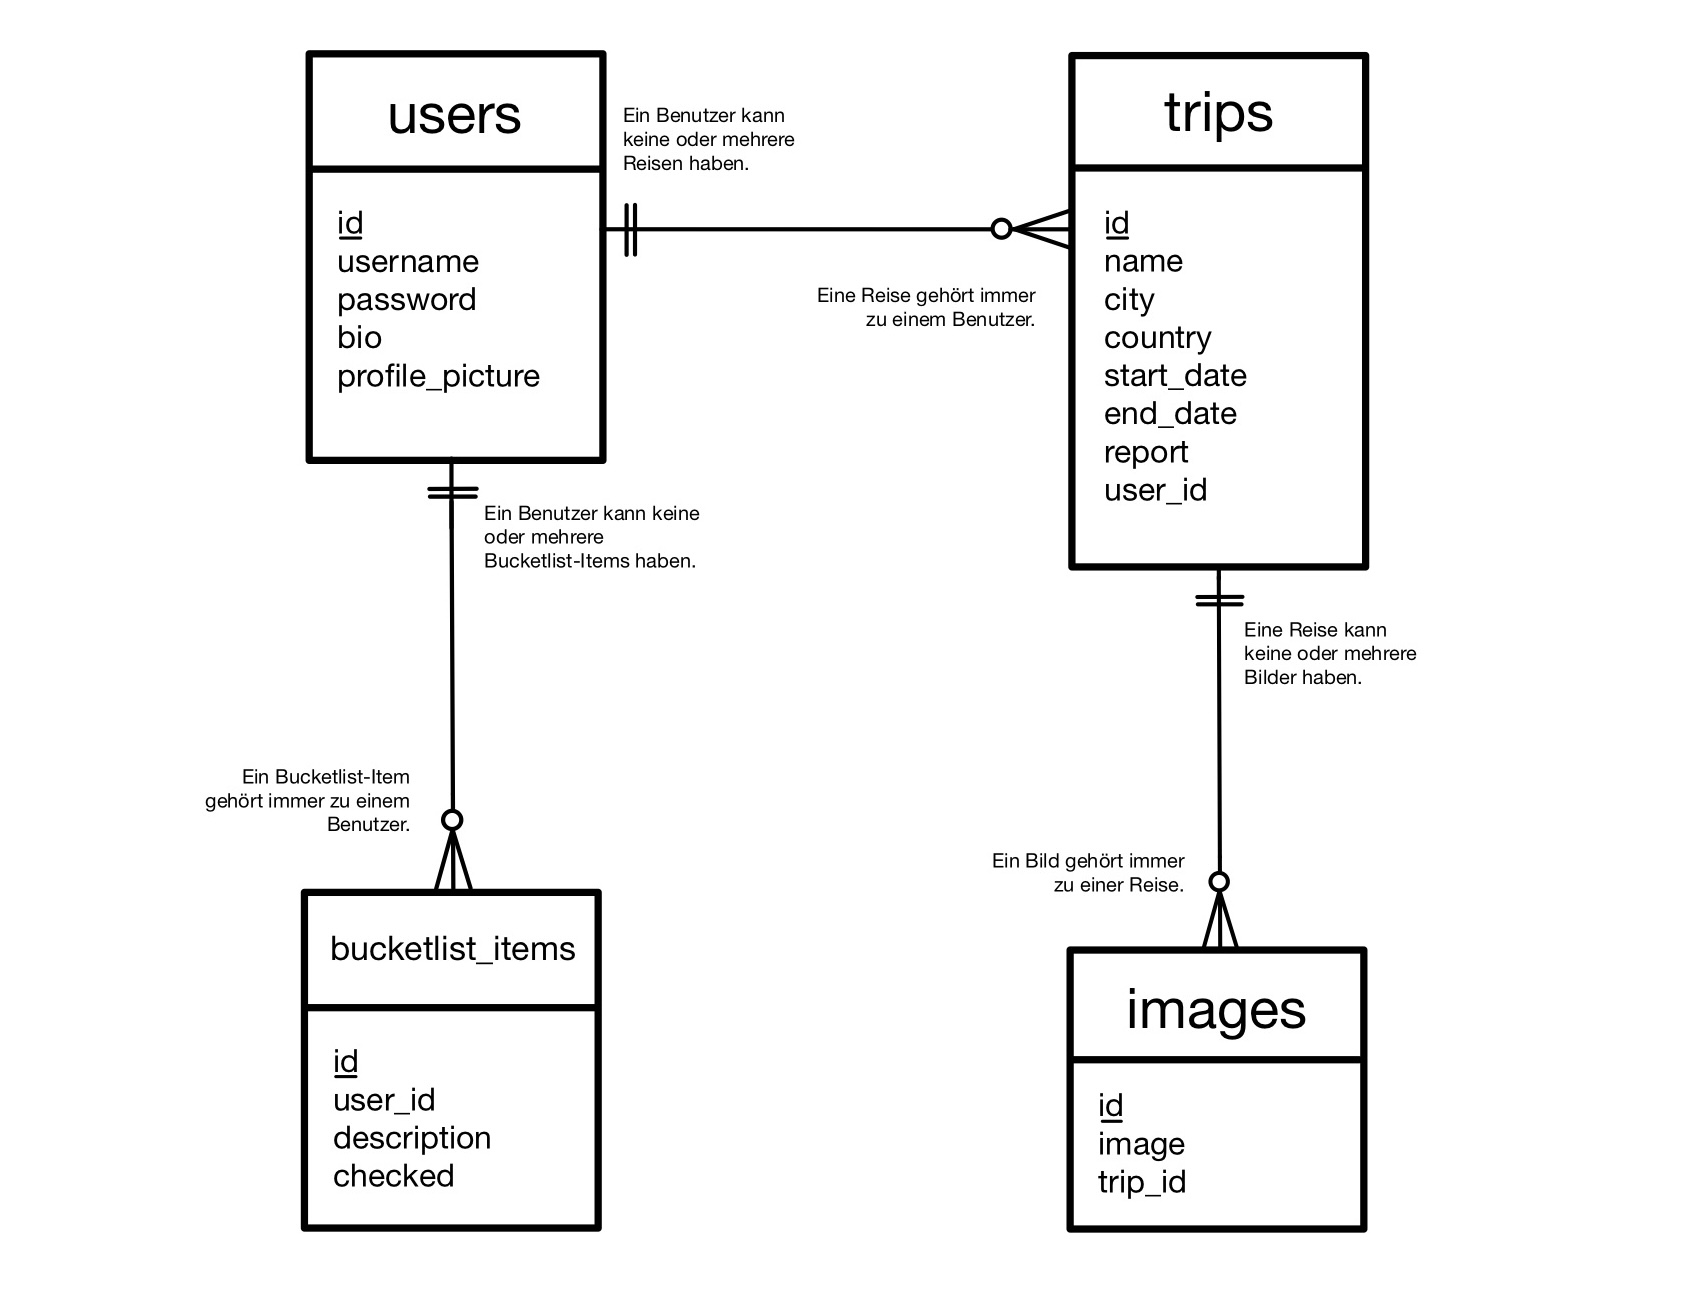 users
id
username
password
bio
profile_picture
Ein Benutzer kann
keine oder mehrere
Reisen haben.
Eine Reise gehört immer
zu einem Benutzer.
trips
id
name
city
country
start_date
end_date
report
user_id
Ein Benutzer kann keine
oder mehrere
Bucketlist-Items haben.
Ein Bucketlist-Item
gehört immer zu einem
Benutzer.
Eine Reise kann
keine oder mehrere
Bilder haben.
Ein Bild gehört immer
zu einer Reise.
bucketlist_items
id
user_id
description
checked
images
id
image
trip_id